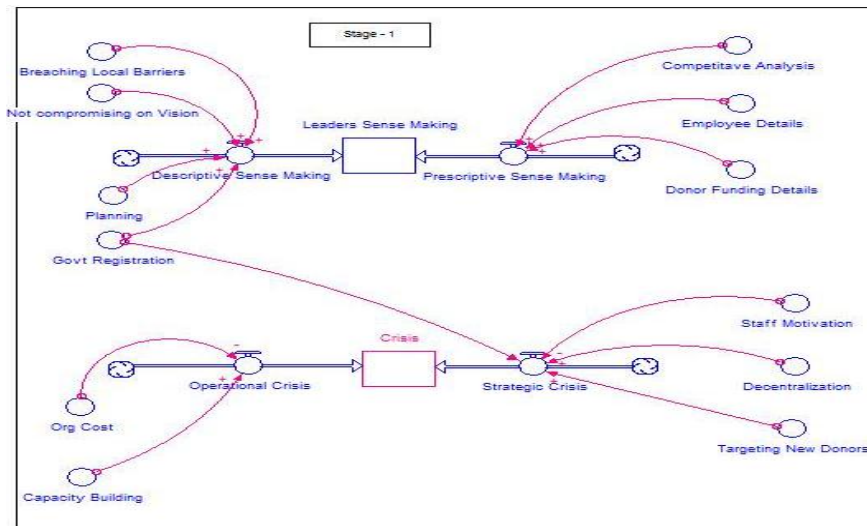 Stage - 1
Breaching Local Barriers
Competitave Analysis
Not compromising on Vision
Leaders Sense Making
Employee Details
Descriptive Sense Making
Prescriptive Sense Making
Donor Funding Details
Planning
Govt Registration
Staff Motivation
Crisis
Operational Crisis
Strategic Crisis
Decentralization
Org Cost
Targeting New Donors
Capacity Building